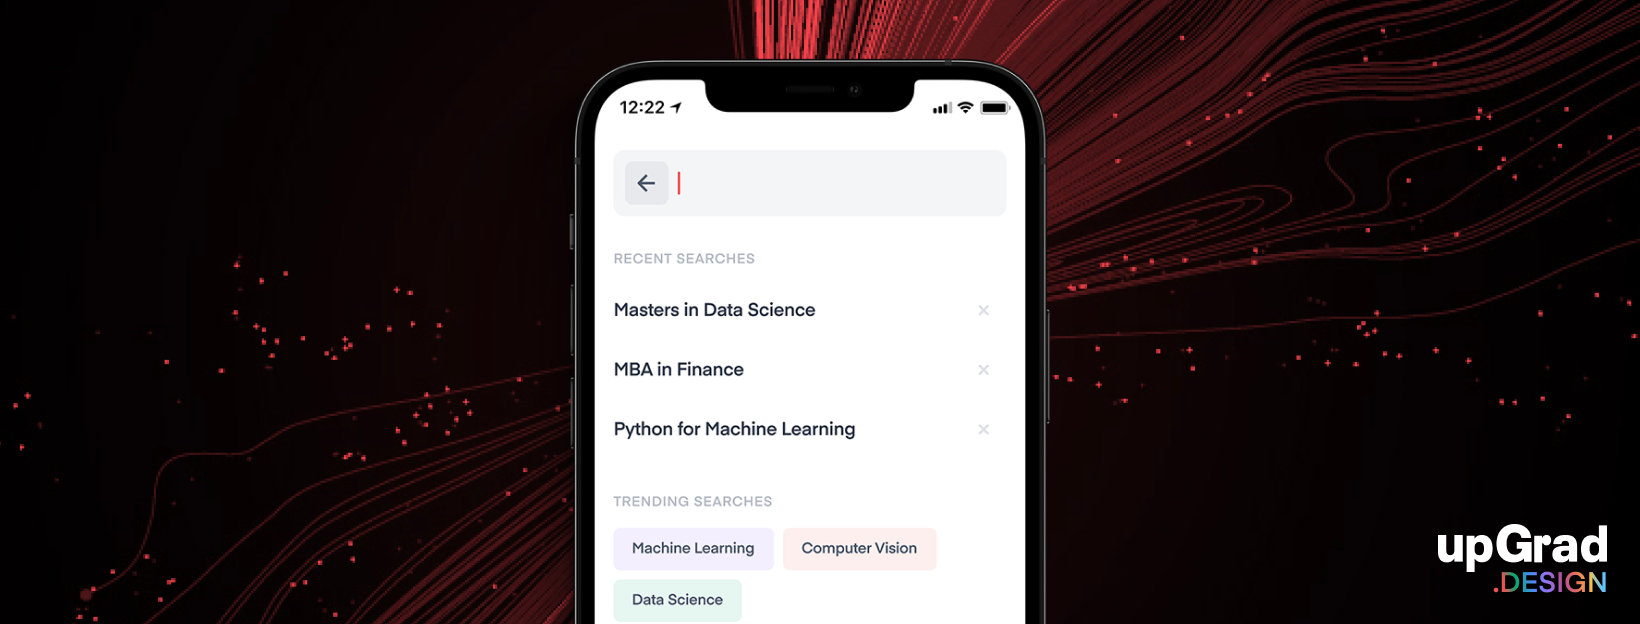 12:22
RECENT SEARCHES
Masters in Data Science
MBA in Finance
Python for Machine Learning
TRENDING SEARCHES
Machine Learning
Computer Vision
Data Science
upGrad
.DESIGN